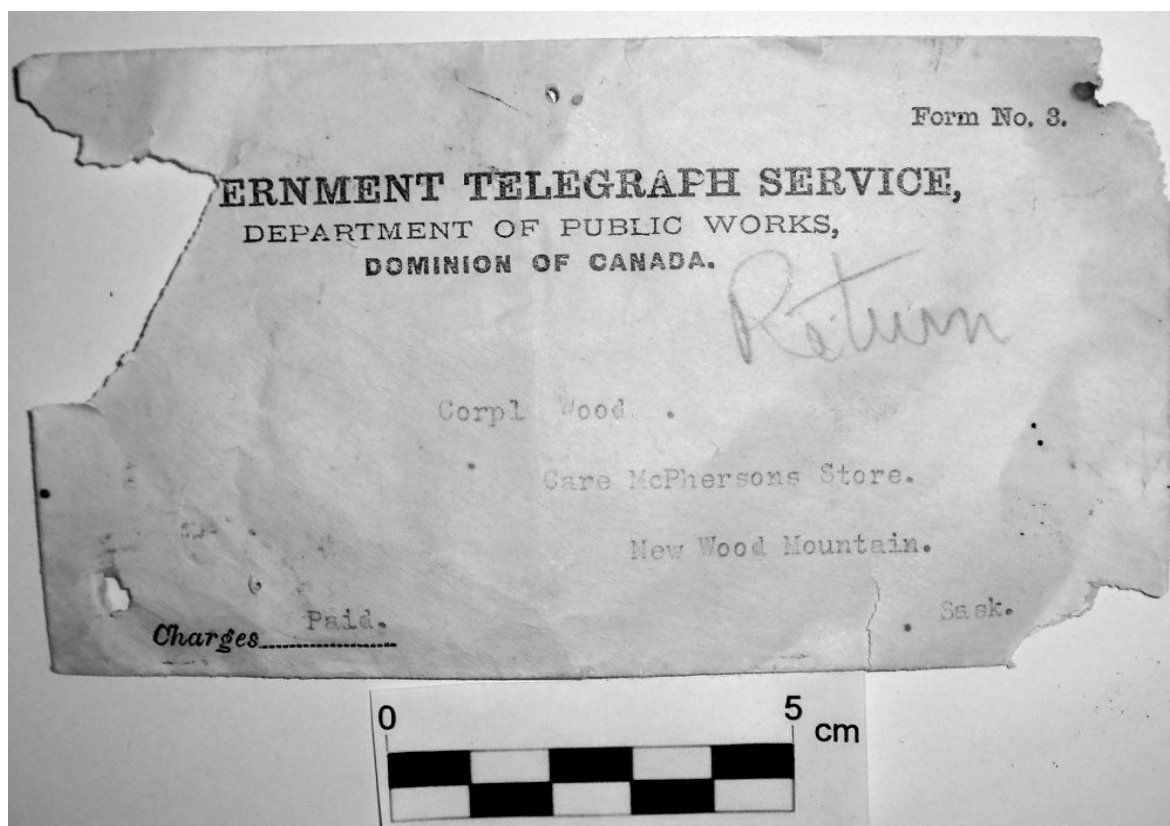 Form No. 3.
ERNMENT TELEGRAPH SERVICE,
DEPARTMENT OF PUBLIC WORKS,
DOMINION OF CANADA.
Return
Corpl Wood.
Care McPhersons Store.
New Wood Mountain.
Sask.
Charges Paid.
0 5 cm